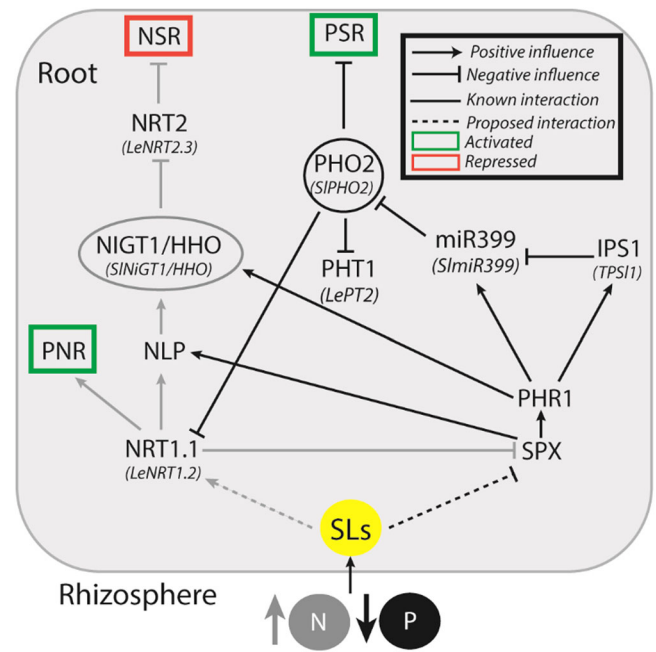 NSR
PSR
Root
Positive influence
Negative influence
Known interaction
Proposed interaction
Activated
Repressed
NRT2
(LeNRT2.3)
PHO2
(SlPHO2)
NIGT1/HHO
(SlNiGT1/HHO)
miR399
(SlmiR399)
IPS1
(TPSl1)
PHT1
(LePT2)
PNR
NLP
PHR1
NRT1.1
(LeNRT1.2)
SPX
SLs
Rhizosphere
N
P